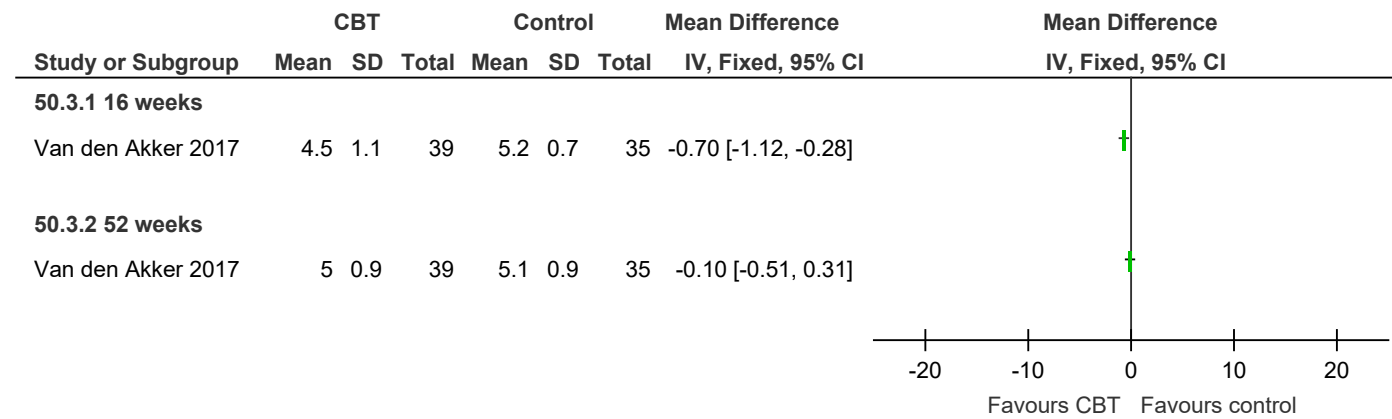 CBT Control Mean Difference Mean Difference
Study or Subgroup Mean SD Total Mean SD Total IV, Fixed, 95% CI IV, Fixed, 95% CI
50.3.1 16 weeks
Van den Akker 2017 4.5 1.1 39 5.2 0.7 35 -0.70 [-1.12, -0.28]
50.3.2 52 weeks
Van den Akker 2017 5 0.9 39 5.1 0.9 35 -0.10 [-0.51, 0.31]
-20 -10 0 10 20
Favours CBT Favours control